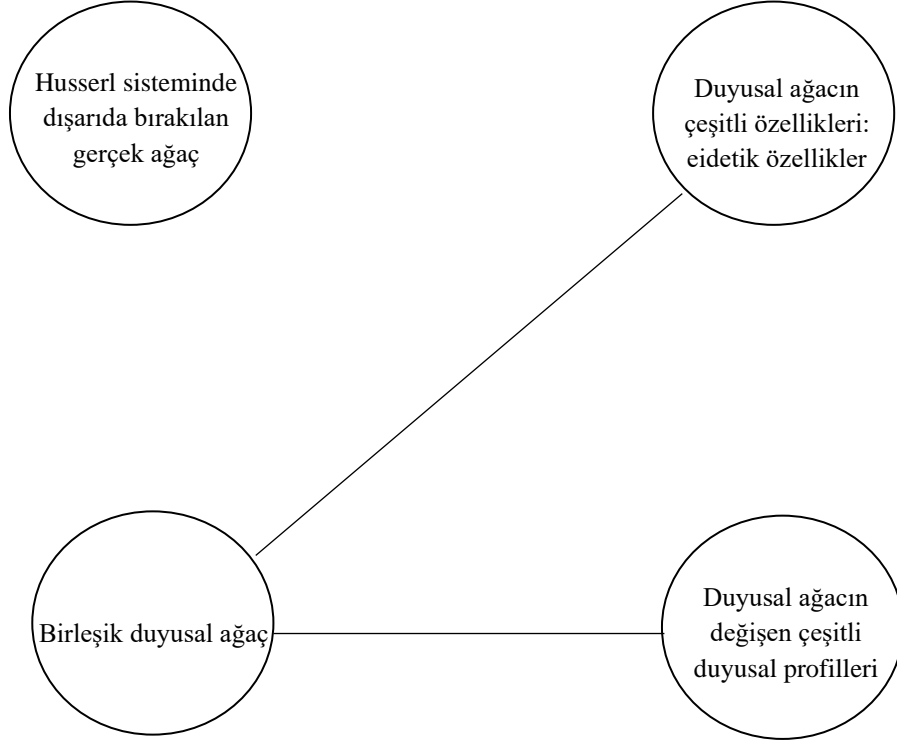 Husserl sisteminde
dışarıda bırakılan
gerçek ağaç
Duyusal ağacın
çeşitli özellikleri:
eidetik özellikler
Birleşik duyusal ağaç
Duyusal ağacın
değişen çeşitli
duyusal profilleri